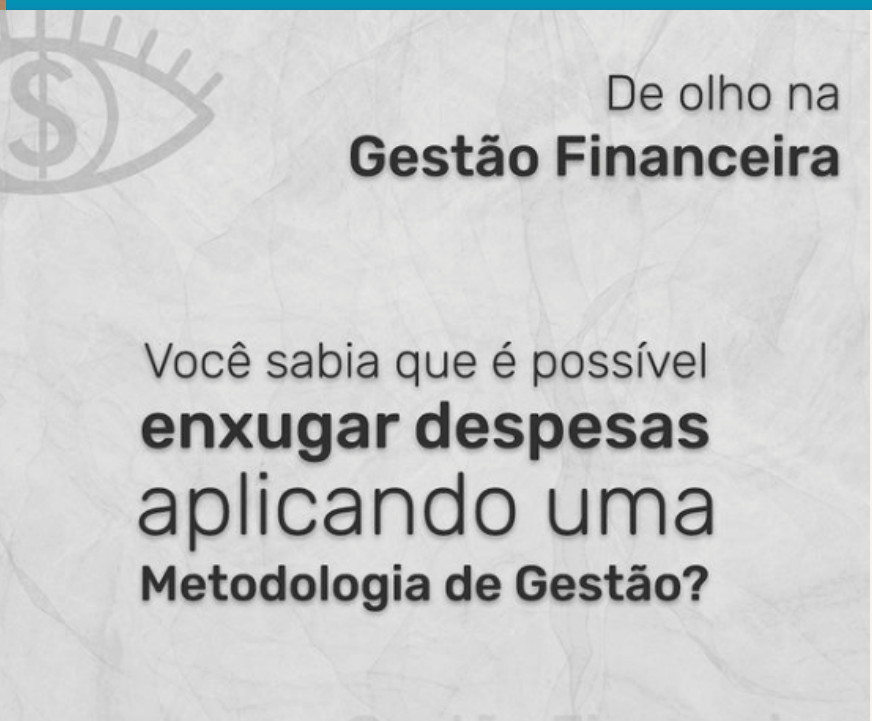 De olho na
Gestão Financeira
Você sabia que é possível
enxugar despesas
aplicando uma
Metodologia de Gestão?